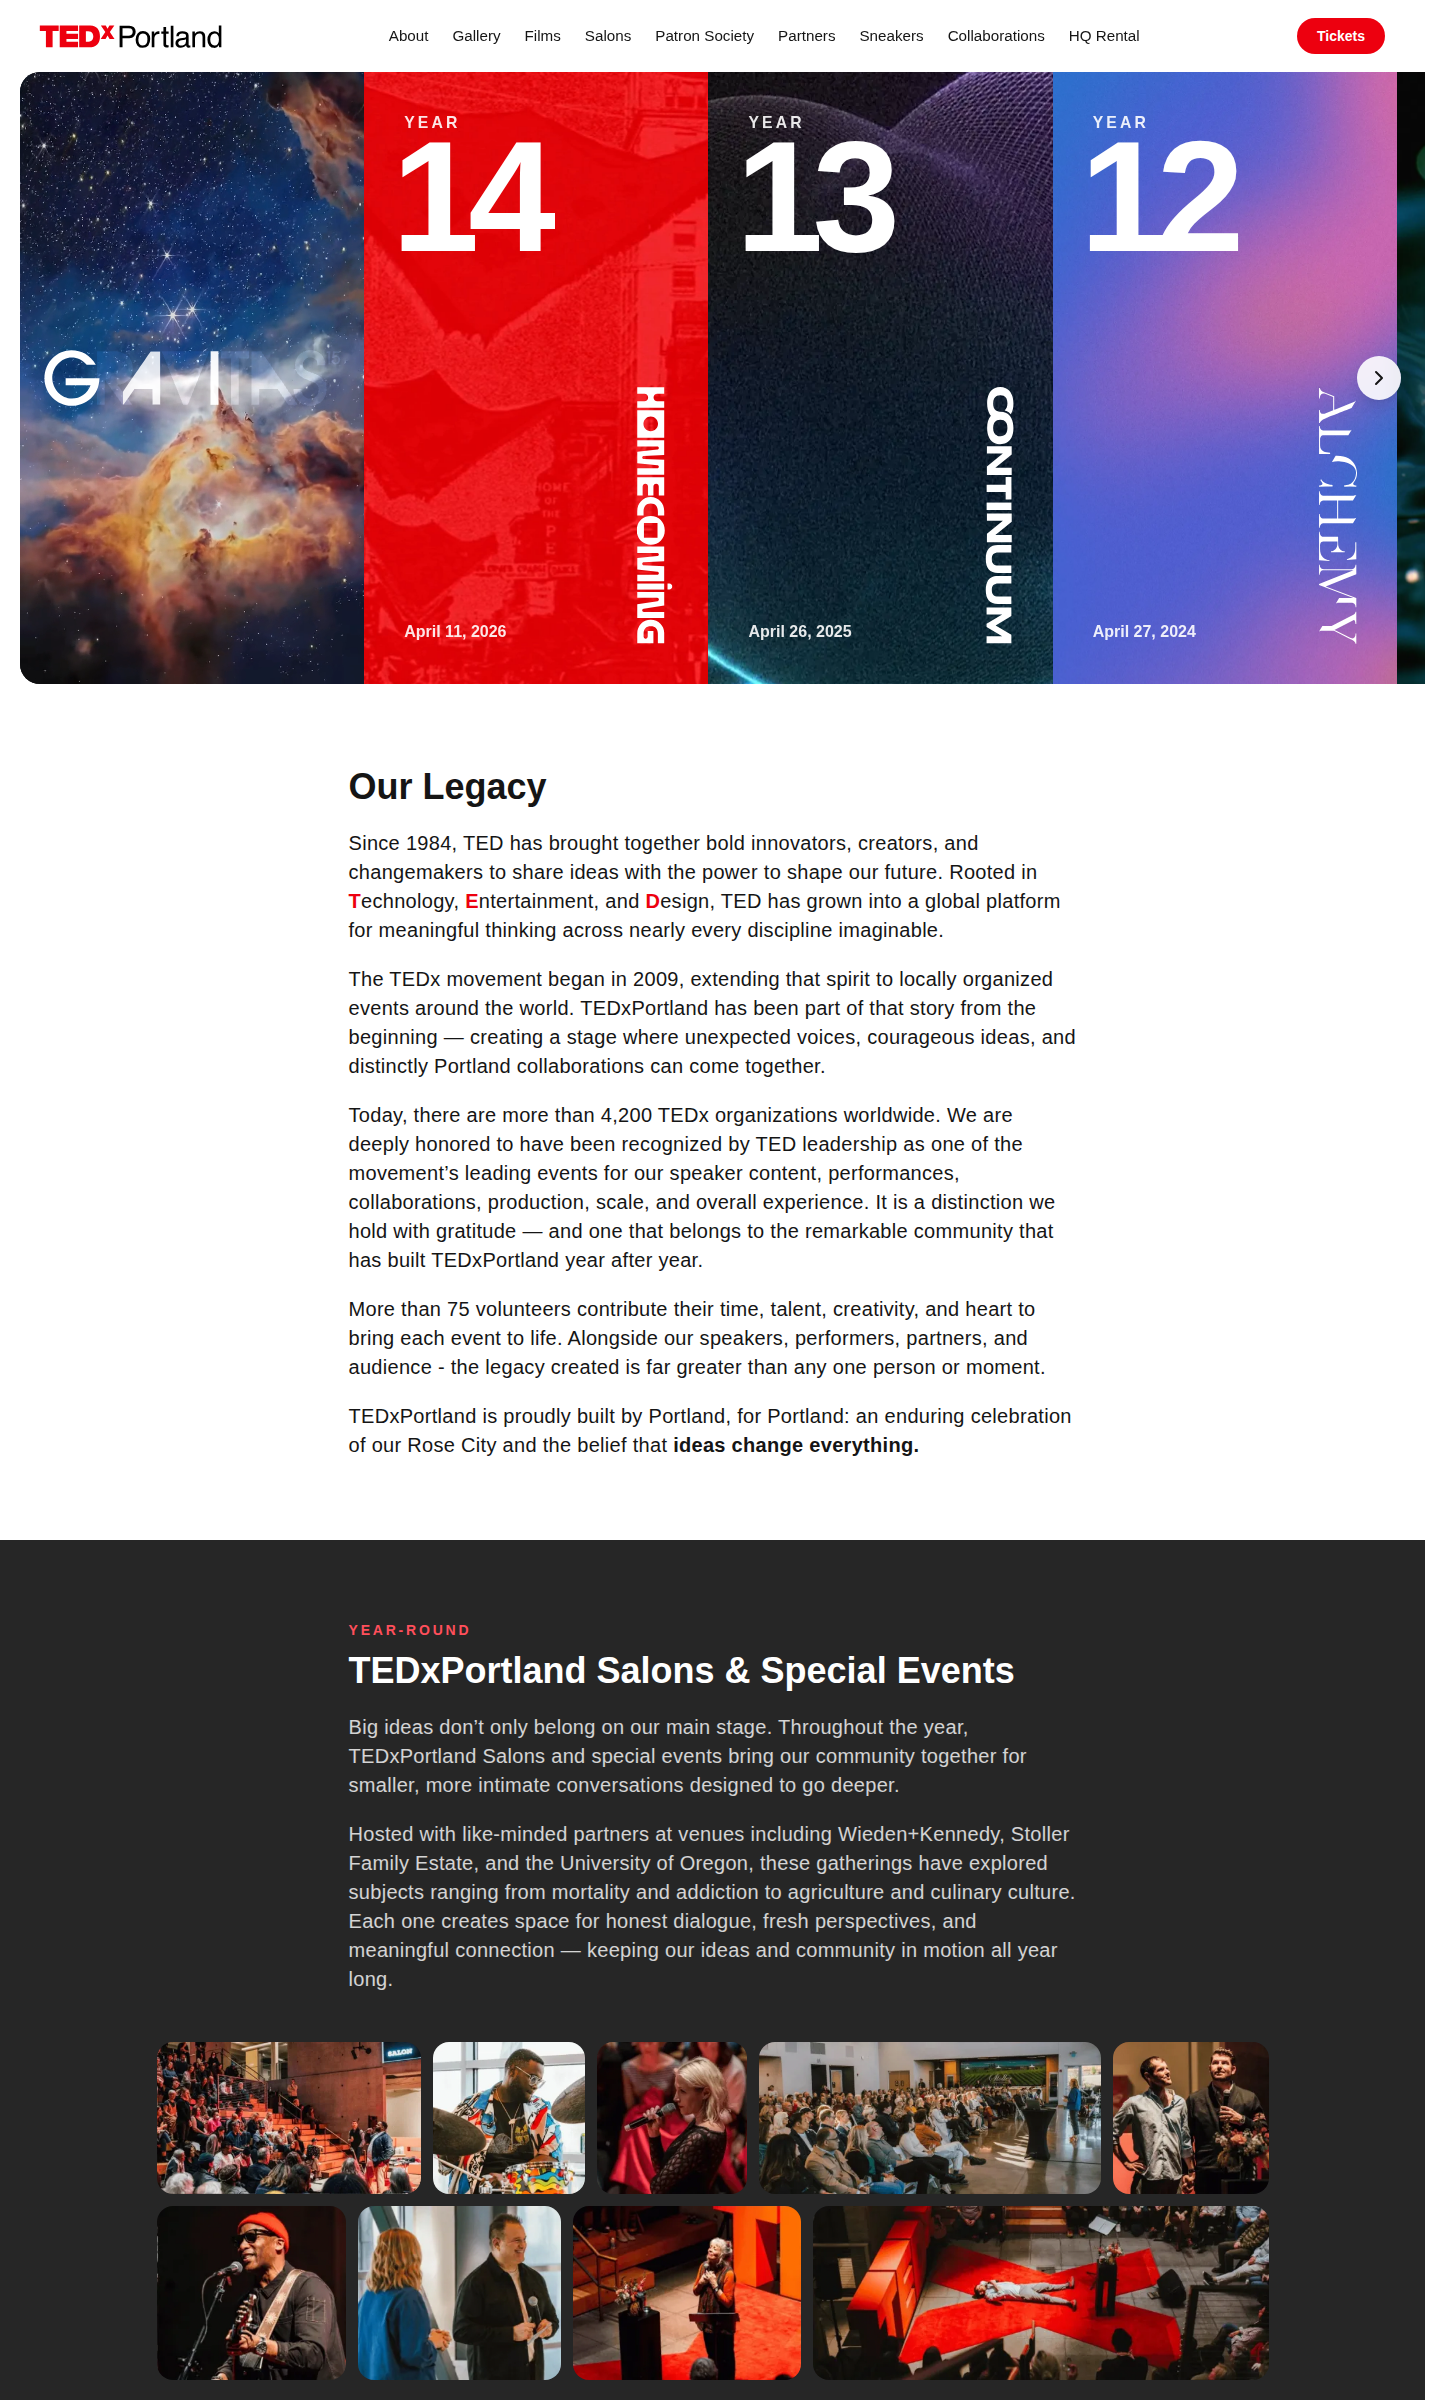 TEDxPortland
About Gallery Films Salons Patron Society Partners Sneakers Collaborations HQ Rental
Tickets
YEAR
14
HOMECOMING
April 11, 2026
YEAR
13
CONTINUUM
April 26, 2025
YEAR
12
ALCHEMY
April 27, 2024
Our Legacy
Since 1984, TED has brought together bold innovators, creators, and
changemakers to share ideas with the power to shape our future. Rooted in
Technology, Entertainment, and Design, TED has grown into a global platform
for meaningful thinking across nearly every discipline imaginable.
The TEDx movement began in 2009, extending that spirit to locally organized
events around the world. TEDxPortland has been part of that story from the
beginning — creating a stage where unexpected voices, courageous ideas, and
distinctly Portland collaborations can come together.
Today, there are more than 4,200 TEDx organizations worldwide. We are
deeply honored to have been recognized by TED leadership as one of the
movement’s leading events for our speaker content, performances,
collaborations, production, scale, and overall experience. It is a distinction we
hold with gratitude — and one that belongs to the remarkable community that
has built TEDxPortland year after year.
More than 75 volunteers contribute their time, talent, creativity, and heart to
bring each event to life. Alongside our speakers, performers, partners, and
audience - the legacy created is far greater than any one person or moment.
TEDxPortland is proudly built by Portland, for Portland: an enduring celebration
of our Rose City and the belief that ideas change everything.
YEAR-ROUND
TEDxPortland Salons & Special Events
Big ideas don’t only belong on our main stage. Throughout the year,
TEDxPortland Salons and special events bring our community together for
smaller, more intimate conversations designed to go deeper.
Hosted with like-minded partners at venues including Wieden+Kennedy, Stoller
Family Estate, and the University of Oregon, these gatherings have explored
subjects ranging from mortality and addiction to agriculture and culinary culture.
Each one creates space for honest dialogue, fresh perspectives, and
meaningful connection — keeping our ideas and community in motion all year
long.
SALON
Stoller